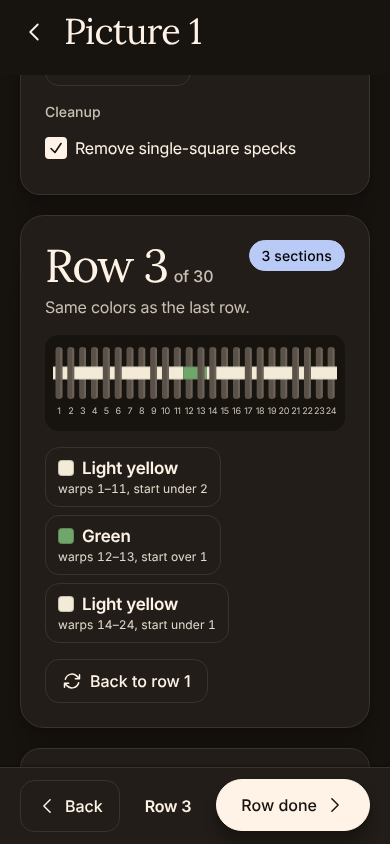 Picture 1
Cleanup
Remove single-square specks
Row 3 of 30
3 sections
Same colors as the last row.
1 2 3 4 5 6 7 8 9 10 11 12 13 14 15 16 17 18 19 20 21 22 23 24
Light yellow
warps 1–11, start under 2
Green
warps 12–13, start over 1
Light yellow
warps 14–24, start under 1
Back to row 1
Back
Row 3
Row done